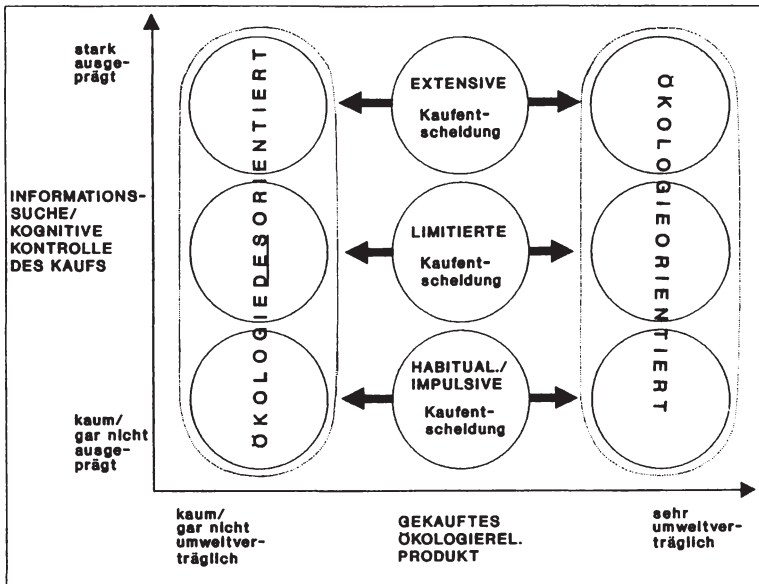 stark
ausge-
prägt
INFORMATIONS-
SUCHE/
KOGNITIVE
KONTROLLE
DES KAUFS
kaum/
gar nicht
ausge-
prägt
ÖKOLOGIEDESORIENTIERT
EXTENSIVE
Kaufent-
scheidung
LIMITIERTE
Kaufent-
scheidung
HABITUAL./
IMPULSIVE
Kaufent-
scheidung
ÖKOLOGIEORIENTIERT
kaum/
gar nicht
umweltver-
träglich
GEKAUFTES
ÖKOLOGIEREL.
PRODUKT
sehr
umweltver-
träglich